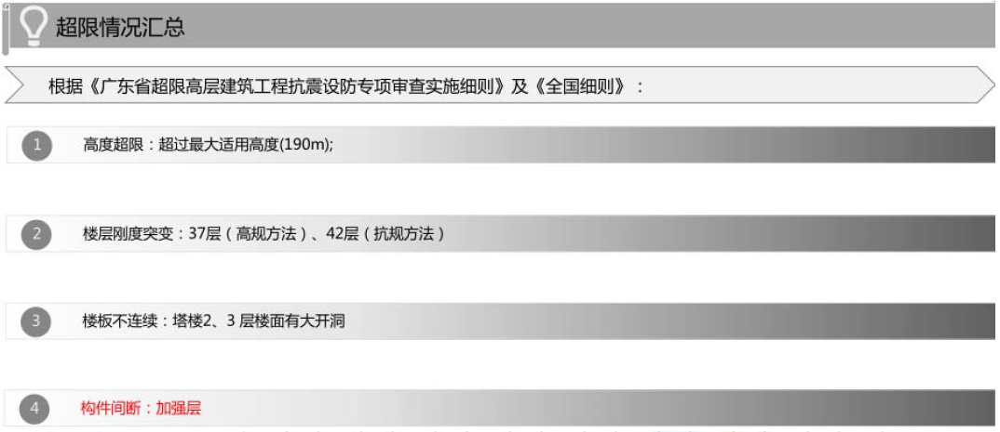 超限情况汇总
根据《广东省超限高层建筑工程抗震设防专项审查实施细则》及《全国细则》：
1 高度超限：超过最大适用高度(190m);
2 楼层刚度突变：37层（高规方法）、42层（抗规方法）
3 楼板不连续：塔楼2、3 层楼面有大开洞
4 构件间断：加强层